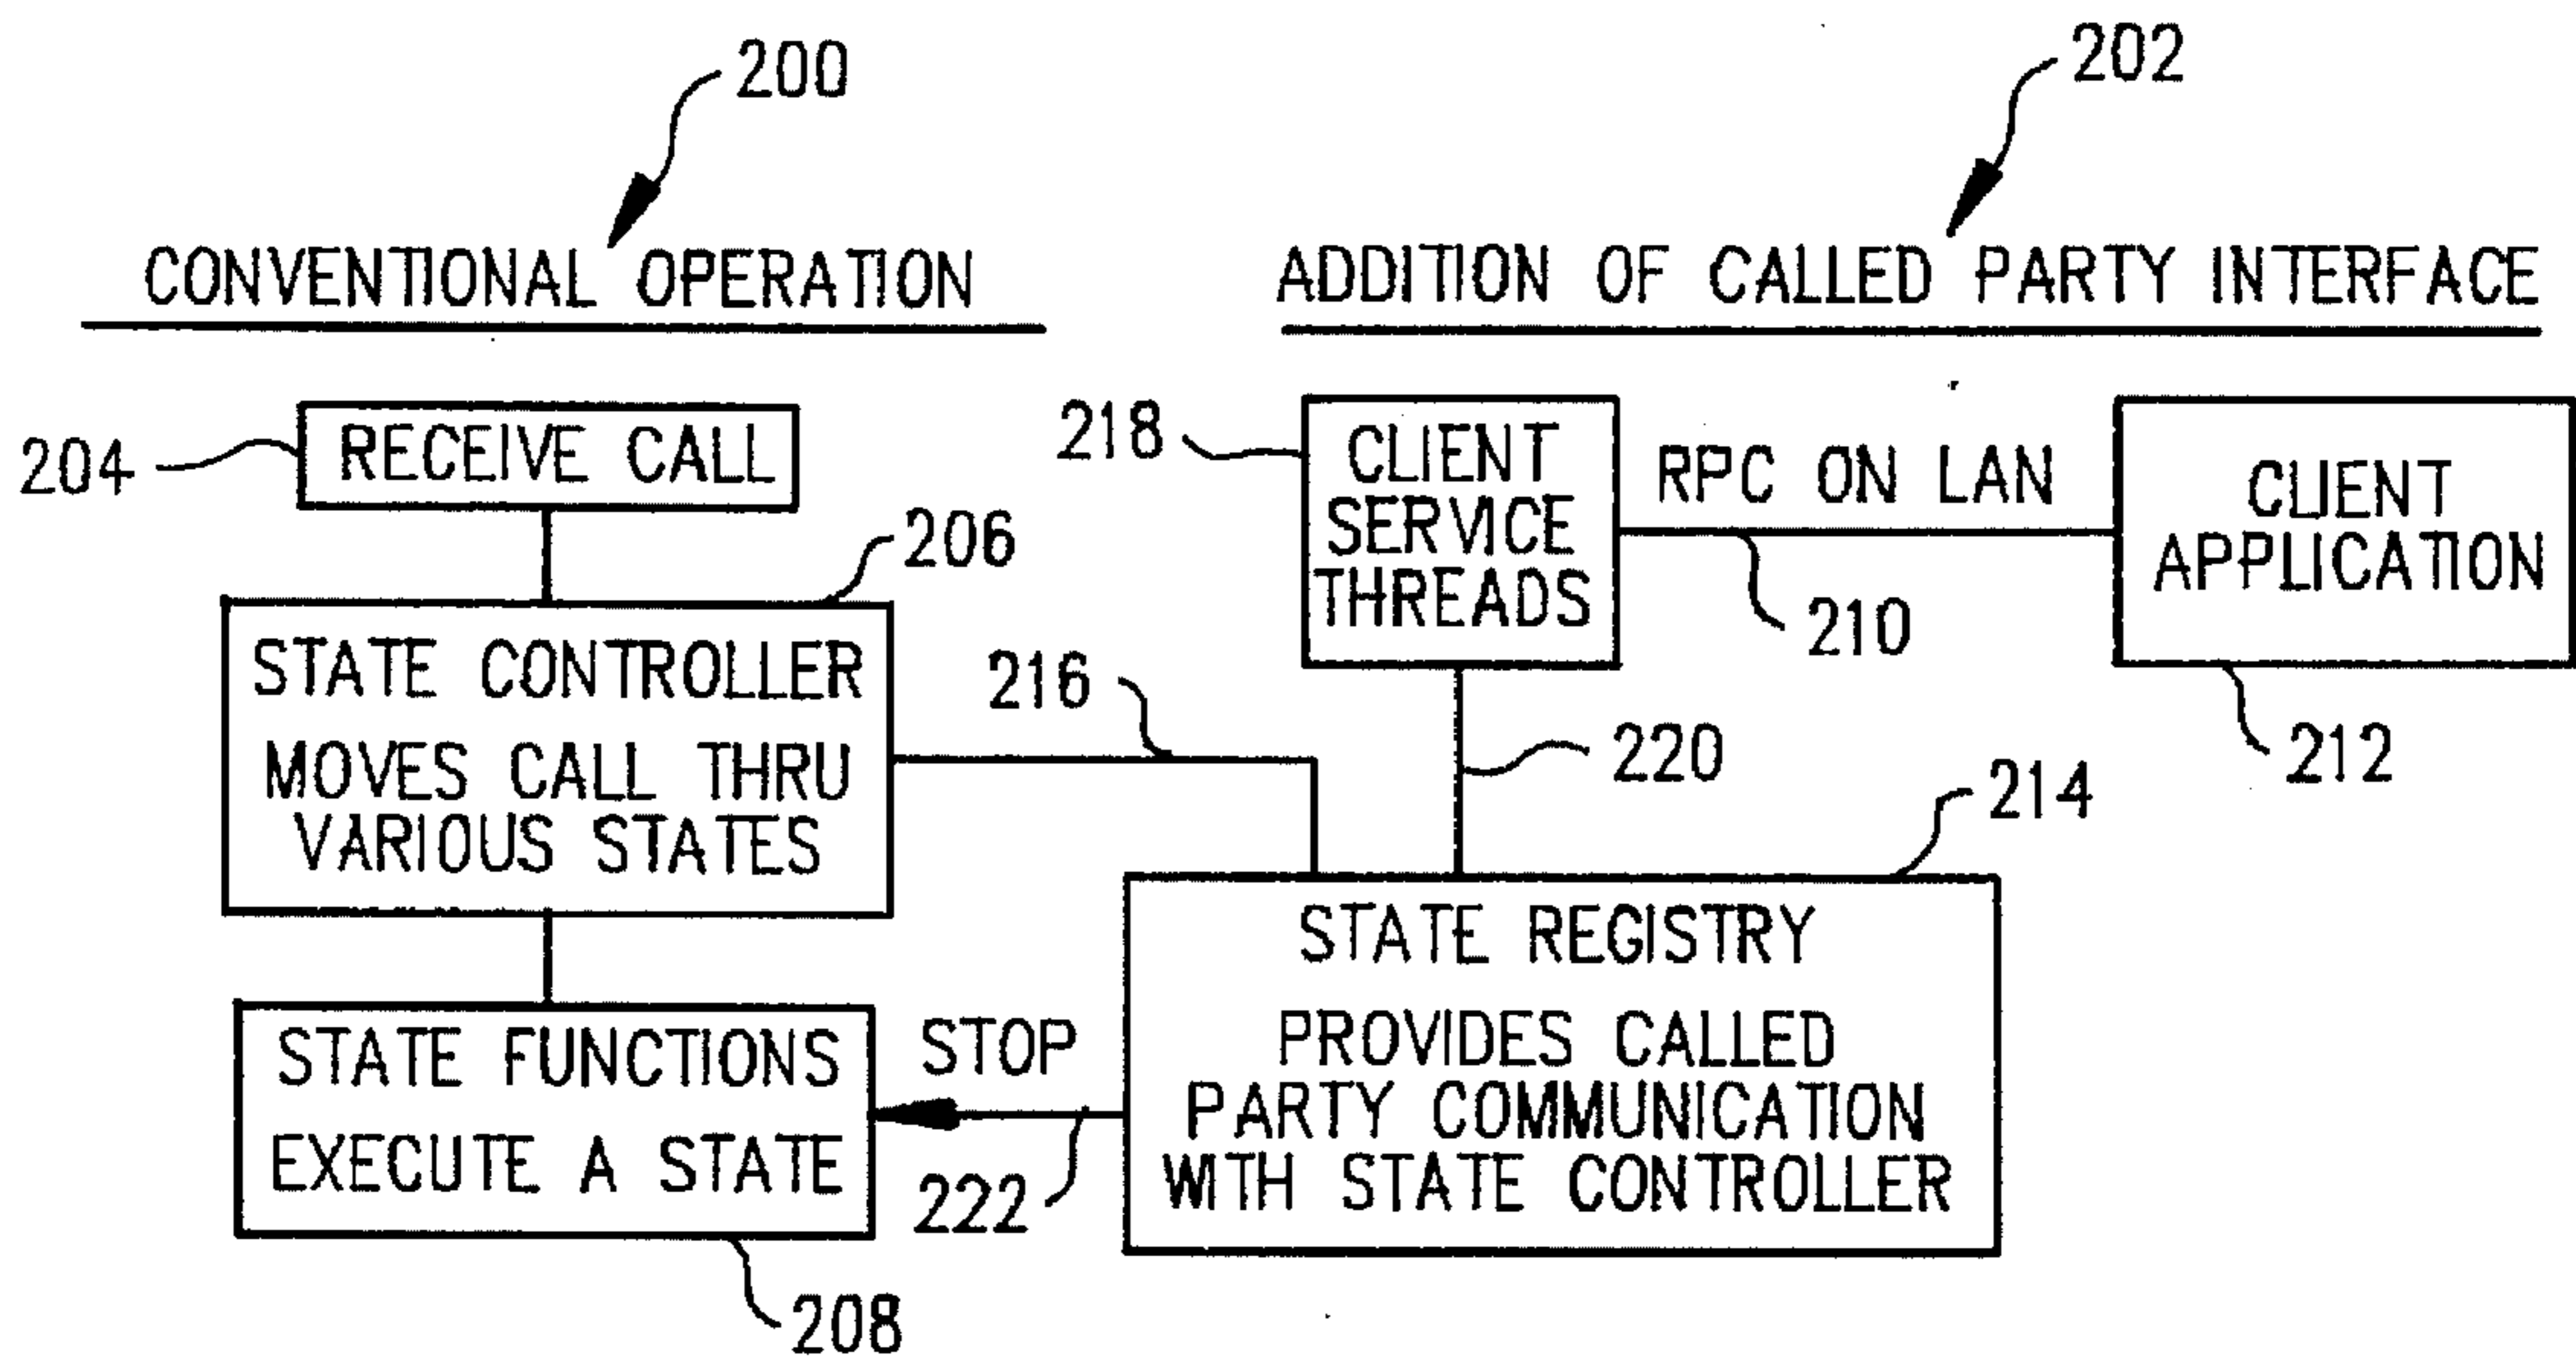 200
202
CONVENTIONAL OPERATION
ADDITION OF CALLED PARTY INTERFACE
204
RECEIVE CALL
206
STATE CONTROLLER
MOVES CALL THRU
VARIOUS STATES
216
STATE FUNCTIONS
EXECUTE A STATE
208
STOP
222
218
CLIENT
SERVICE
THREADS
RPC ON LAN
210
CLIENT
APPLICATION
212
220
214
STATE REGISTRY
PROVIDES CALLED
PARTY COMMUNICATION
WITH STATE CONTROLLER